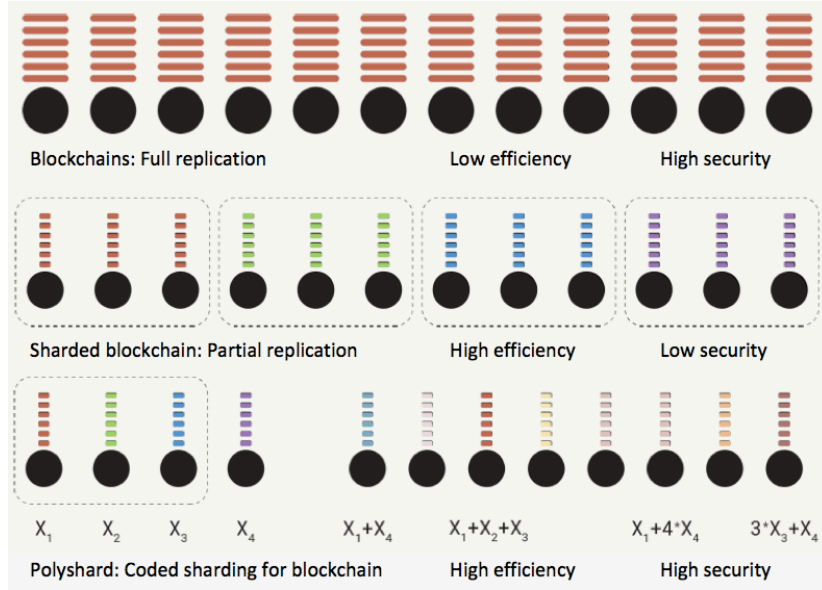 Blockchains: Full replication Low efficiency High security
Sharded blockchain: Partial replication High efficiency Low security
X₁ X₂ X₃ X₄ X₁+X₄ X₁+X₂+X₃ X₁+4*X₄ 3*X₃+X₄
Polyshard: Coded sharding for blockchain High efficiency High security